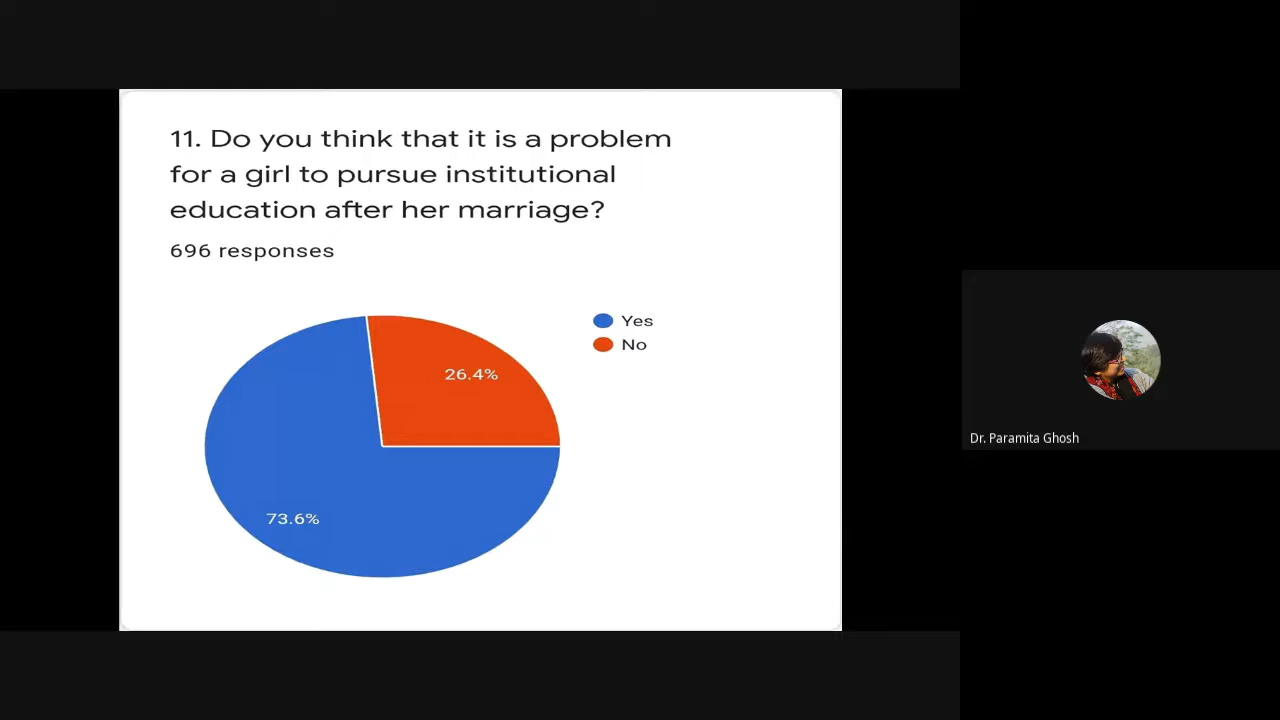 11. Do you think that it is a problem
for a girl to pursue institutional
education after her marriage?
696 responses
Yes
No
26.4%
73.6%
Dr. Paramita Ghosh